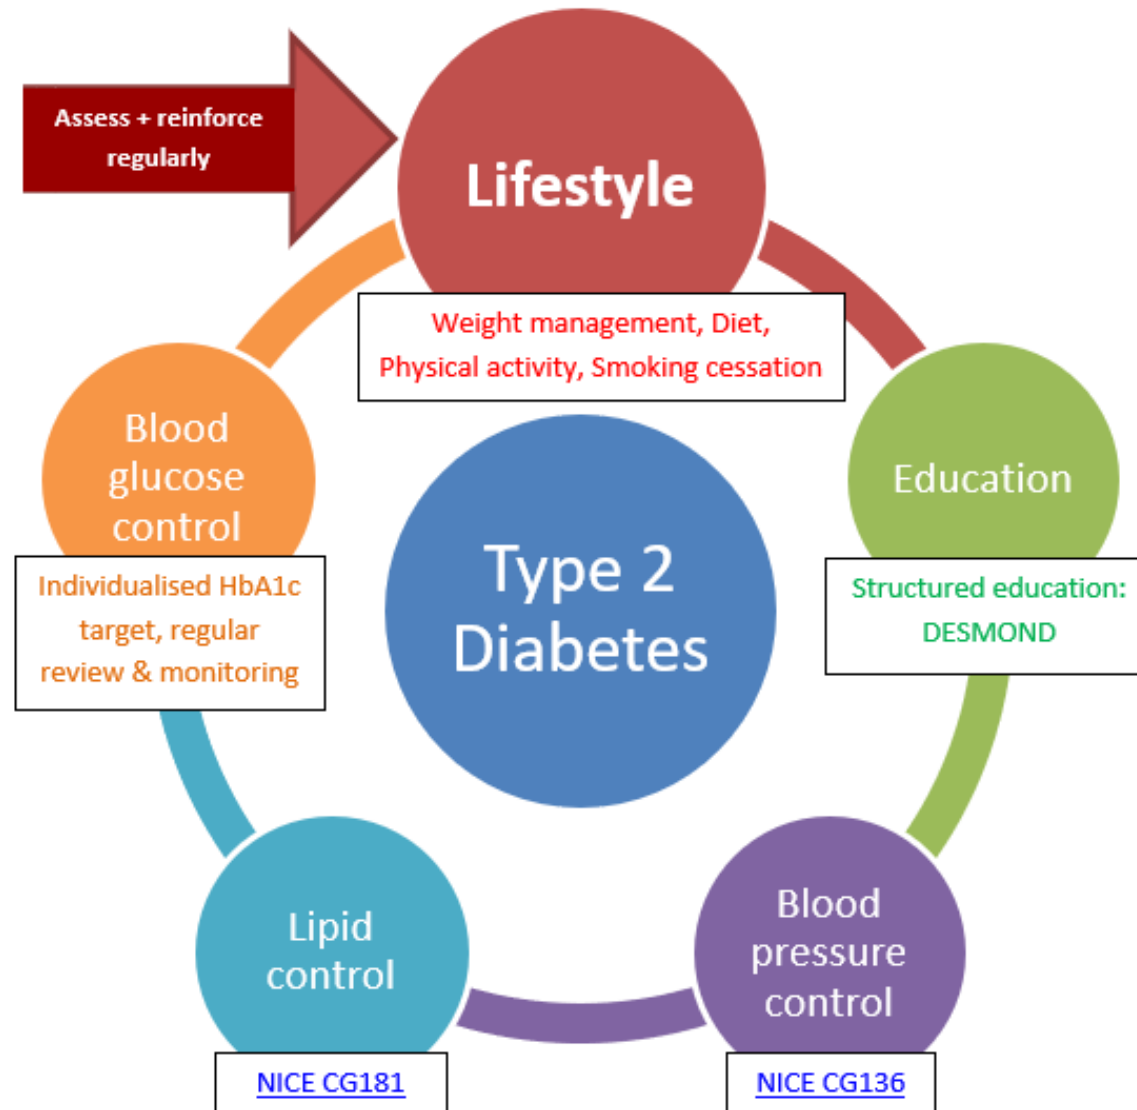 Assess + reinforce
regularly
Lifestyle
Weight management, Diet,
Physical activity, Smoking cessation
Blood
glucose
control
Individualised HbA1c
target, regular
review & monitoring
Education
Structured education:
DESMOND
Type 2
Diabetes
Lipid
control
NICE CG181
Blood
pressure
control
NICE CG136